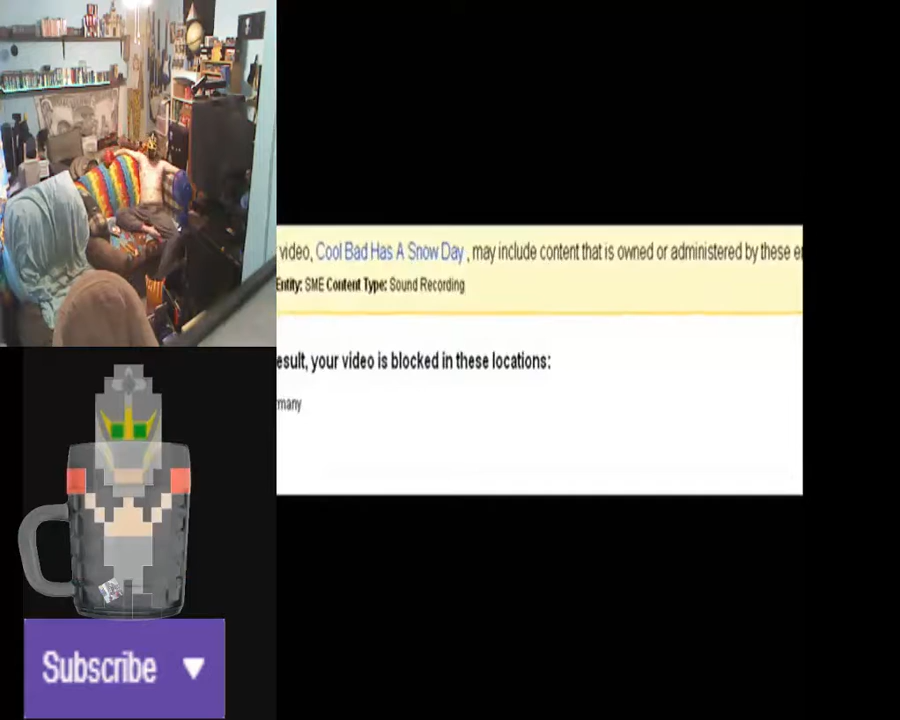 video, Cool Bad Has A Snow Day , may include content that is owned or administered by these
Entity: SME Content Type: Sound Recording
esult, your video is blocked in these locations:
many
Subscribe